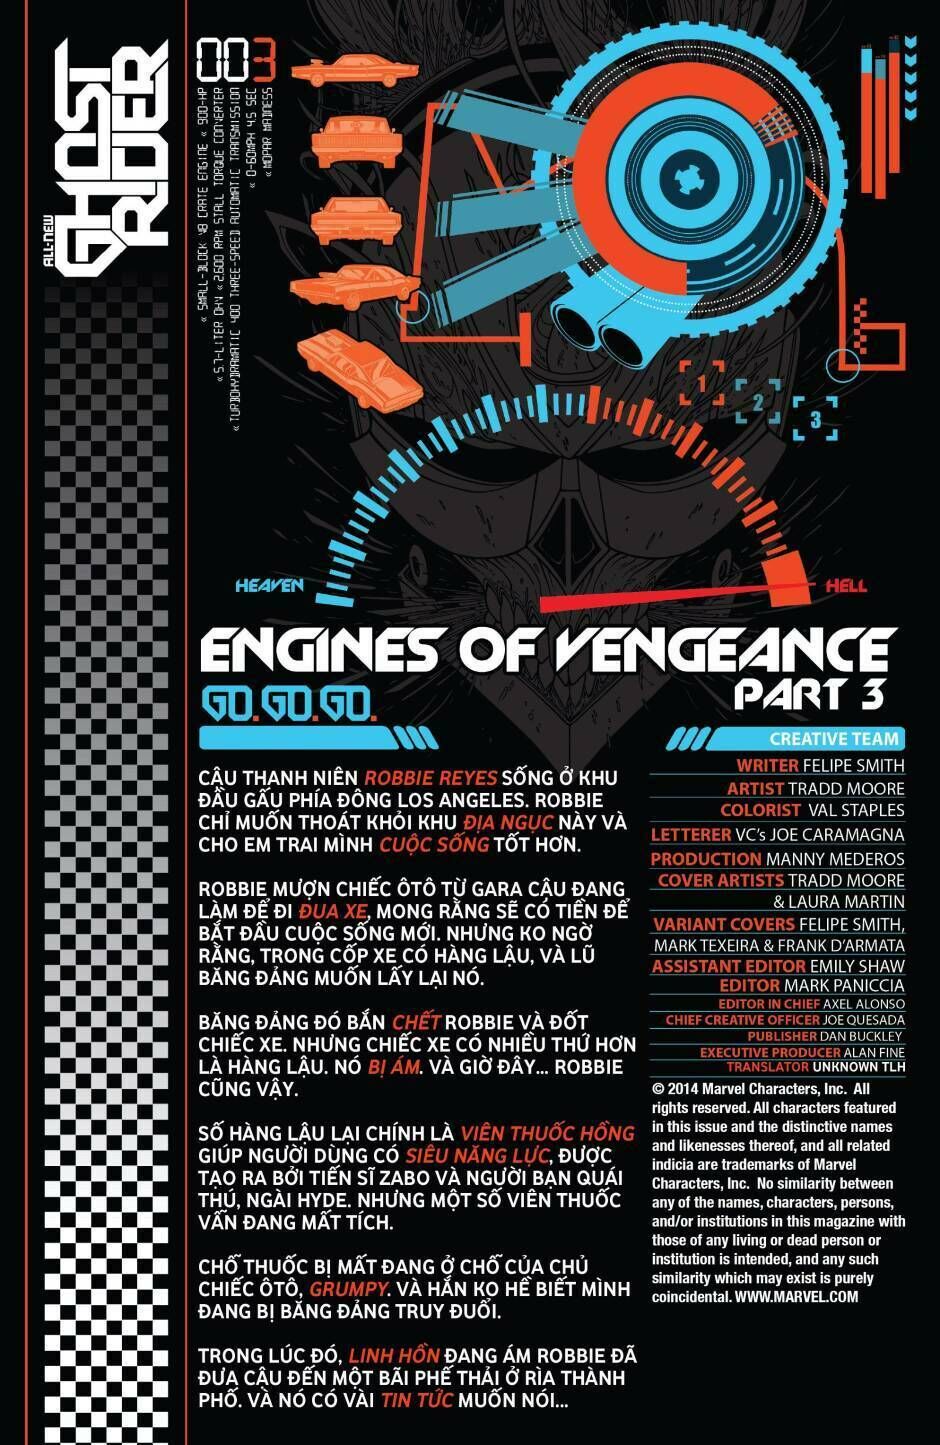 ALL-NEW
GHOST
RIDER
003
« SMALL-BLOCK V8 CRATE ENGINE « 900-HP
« 5.7-LITER OHV « 2,600 RPM STALL TORQUE CONVERTER
« TURBOHYDRAMATIC 400 THREE-SPEED AUTOMATIC TRANSMISSION
« 0-60MPH 4.5 SEC
« MOPAR MADNESS
1
2
3
HEAVEN
HELL
ENGINES OF VENGEANCE
PART 3
GO.GO.GO.
CẬU THANH NIÊN ROBBIE REYES SỐNG Ở KHU
ĐẦU GẤU PHÍA ĐÔNG LOS ANGELES. ROBBIE
CHỈ MUỐN THOÁT KHỎI KHU ĐỊA NGỤC NÀY VÀ
CHO EM TRAI MÌNH CUỘC SỐNG TỐT HƠN.
ROBBIE MƯỢN CHIẾC ÔTÔ TỪ GARA CẬU ĐANG
LÀM ĐỂ ĐI ĐUA XE, MONG RẰNG SẼ CÓ TIỀN ĐỂ
BẮT ĐẦU CUỘC SỐNG MỚI. NHƯNG KO NGỜ
RẰNG, TRONG CỐP XE CÓ HÀNG LẬU, VÀ LŨ
BĂNG ĐẢNG MUỐN LẤY LẠI NÓ.
BĂNG ĐẢNG ĐÓ BẮN CHẾT ROBBIE VÀ ĐỐT
CHIẾC XE. NHƯNG CHIẾC XE CÓ NHIỀU THỨ HƠN
LÀ HÀNG LẬU. NÓ BỊ ÁM. VÀ GIỜ ĐÂY... ROBBIE
CŨNG VẬY.
SỐ HÀNG LẬU LẠI CHÍNH LÀ VIÊN THUỐC HỒNG
GIÚP NGƯỜI DÙNG CÓ SIÊU NĂNG LỰC, ĐƯỢC
TẠO RA BỞI TIẾN SĨ ZABO VÀ NGƯỜI BẠN QUÁI
THÚ, NGÀI HYDE. NHƯNG MỘT SỐ VIÊN THUỐC
VẪN ĐANG MẤT TÍCH.
CHỖ THUỐC BỊ MẤT ĐANG Ở CHỖ CỦA CHỦ
CHIẾC ÔTÔ, GRUMPY. VÀ HẮN KO HỀ BIẾT MÌNH
ĐANG BỊ BĂNG ĐẢNG TRUY ĐUỔI.
TRONG LÚC ĐÓ, LINH HỒN ĐANG ÁM ROBBIE ĐÃ
ĐƯA CẬU ĐẾN MỘT BÃI PHẾ THẢI Ở RÌA THÀNH
PHỐ. VÀ NÓ CÓ VÀI TIN TỨC MUỐN NÓI...
CREATIVE TEAM
WRITER FELIPE SMITH
ARTIST TRADD MOORE
COLORIST VAL STAPLES
LETTERER VC's JOE CARAMAGNA
PRODUCTION MANNY MEDEROS
COVER ARTISTS TRADD MOORE
& LAURA MARTIN
VARIANT COVERS FELIPE SMITH,
MARK TEXEIRA & FRANK D'ARMATA
ASSISTANT EDITOR EMILY SHAW
EDITOR MARK PANICCIA
EDITOR IN CHIEF AXEL ALONSO
CHIEF CREATIVE OFFICER JOE QUESADA
PUBLISHER DAN BUCKLEY
EXECUTIVE PRODUCER ALAN FINE
TRANSLATOR UNKNOWN TLH
© 2014 Marvel Characters, Inc. All
rights reserved. All characters featured
in this issue and the distinctive names
and likenesses thereof, and all related
indicia are trademarks of Marvel
Characters, Inc. No similarity between
any of the names, characters, persons,
and/or institutions in this magazine with
those of any living or dead person or
institution is intended, and any such
similarity which may exist is purely
coincidental. WWW.MARVEL.COM